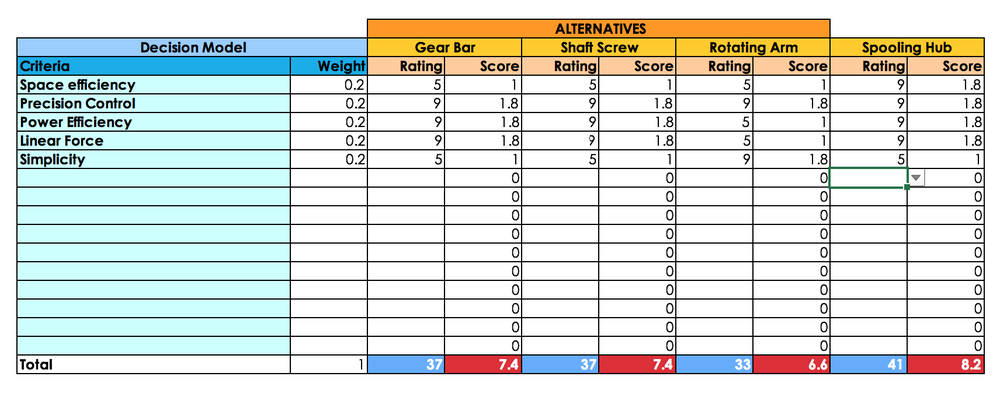 ALTERNATIVES
Decision Model Gear Bar Shaft Screw Rotating Arm Spooling Hub
Criteria Weight Rating Score Rating Score Rating Score Rating Score
Space efficiency 0.2 5 1 5 1 5 1 9 1.8
Precision Control 0.2 9 1.8 9 1.8 9 1.8 9 1.8
Power Efficiency 0.2 9 1.8 9 1.8 5 1 9 1.8
Linear Force 0.2 9 1.8 9 1.8 5 1 9 1.8
Simplicity 0.2 5 1 5 1 9 1.8 5 1
0 0 0 0
0 0 0 0
0 0 0 0
0 0 0 0
0 0 0 0
0 0 0 0
0 0 0 0
0 0 0 0
0 0 0 0
0 0 0 0
Total 1 37 7.4 37 7.4 33 6.6 41 8.2